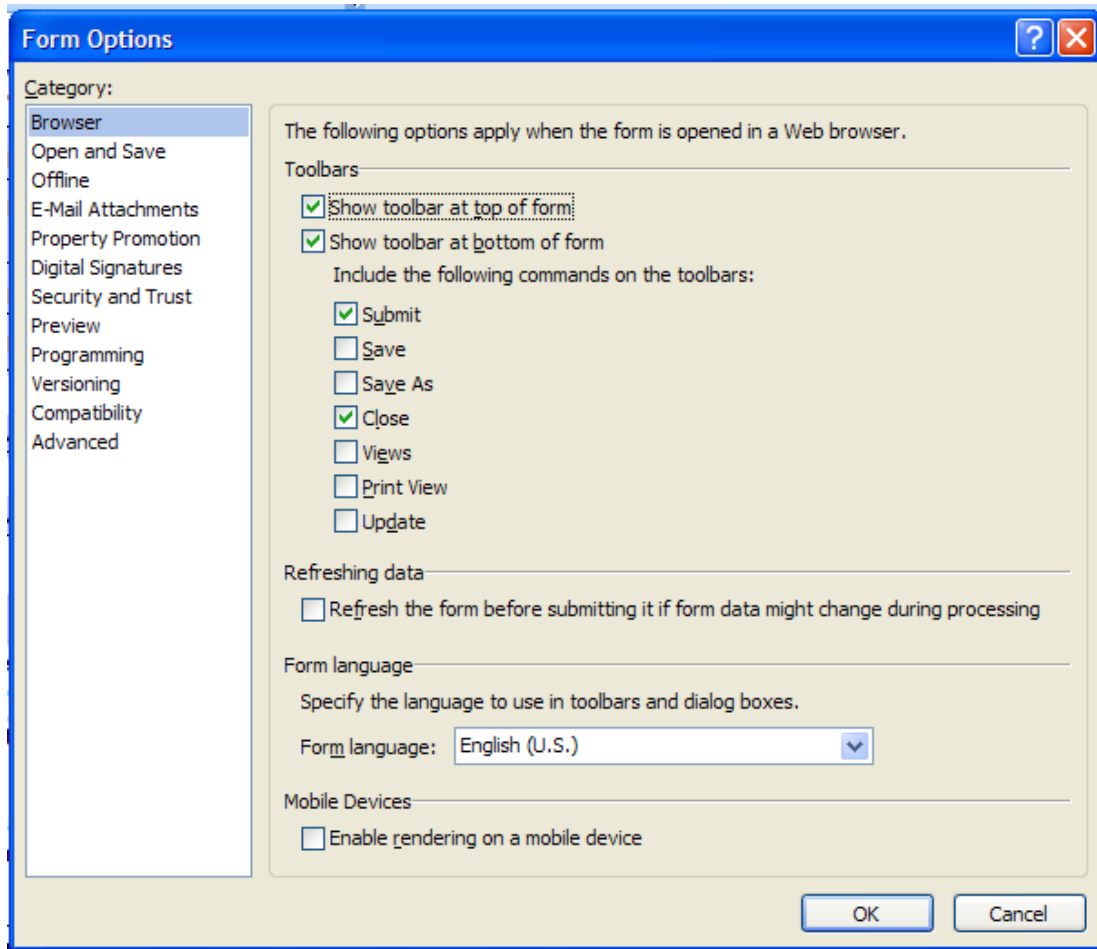 Form Options
Category:
Browser
Open and Save
Offline
E-Mail Attachments
Property Promotion
Digital Signatures
Security and Trust
Preview
Programming
Versioning
Compatibility
Advanced
The following options apply when the form is opened in a Web browser.
Toolbars
Show toolbar at top of form
Show toolbar at bottom of form
Include the following commands on the toolbars:
Submit
Save
Save As
Close
Views
Print View
Update
Refreshing data
Refresh the form before submitting it if form data might change during processing
Form language
Specify the language to use in toolbars and dialog boxes.
Form language: English (U.S.)
Mobile Devices
Enable rendering on a mobile device
OK Cancel